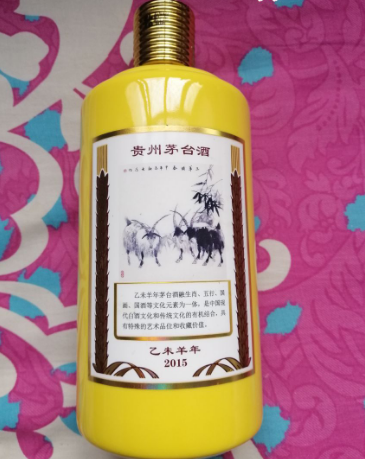 贵州茅台酒
乙未羊年茅台酒融生肖、五行、国
画、国酒等文化元素为一体，是中国现
代白酒文化和传统文化的有机结合，具
有特殊的艺术品位和收藏价值。
乙未羊年
2015